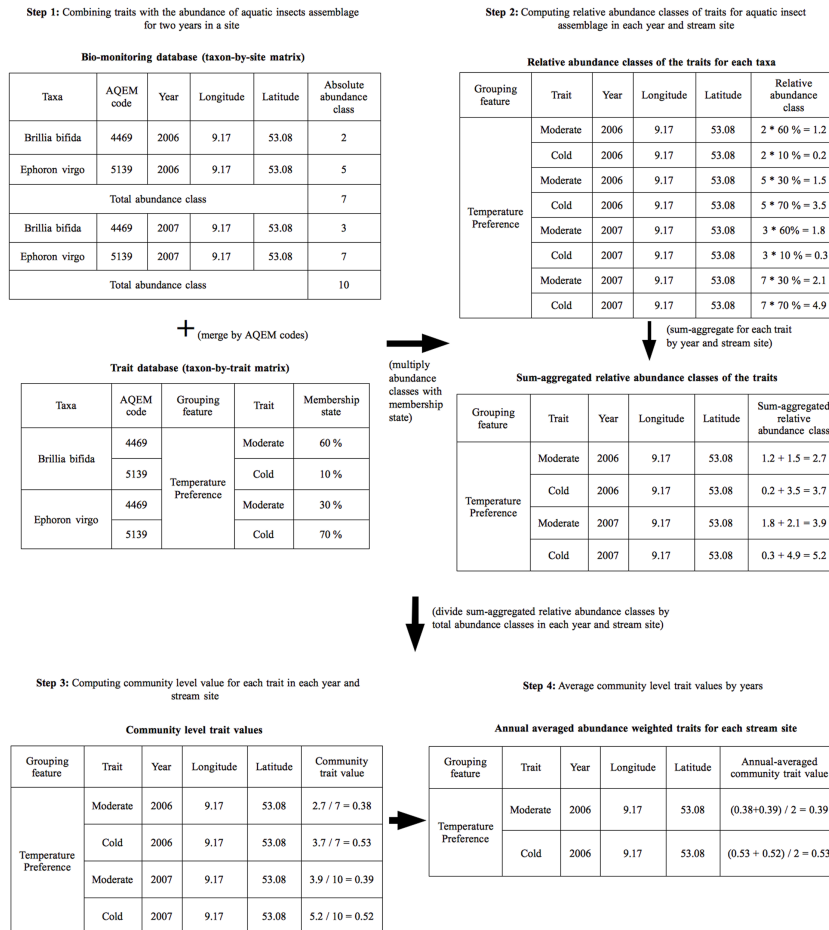 Step 1: Combining traits with the abundance of aquatic insects assemblage
for two years in a site
Bio-monitoring database (taxon-by-site matrix)
Taxa AQEM code Year Longitude Latitude Absolute abundance class
Brillia bifida 4469 2006 9.17 53.08 2
Ephoron virgo 5139 2006 9.17 53.08 5
Total abundance class 7
Brillia bifida 4469 2007 9.17 53.08 3
Ephoron virgo 5139 2007 9.17 53.08 7
Total abundance class 10
+ (merge by AQEM codes)
Trait database (taxon-by-trait matrix)
Taxa AQEM code Grouping feature Trait Membership state
Brillia bifida 4469 Temperature Preference Moderate 60 %
5139 Cold 10 %
Ephoron virgo 4469 Moderate 30 %
5139 Cold 70 %
(multiply
abundance
classes with
membership
state)
Step 2: Computing relative abundance classes of traits for aquatic insect
assemblage in each year and stream site
Relative abundance classes of the traits for each taxa
Grouping feature Trait Year Longitude Latitude Relative abundance class
Temperature Preference Moderate 2006 9.17 53.08 2 * 60 % = 1.2
Cold 2006 9.17 53.08 2 * 10 % = 0.2
Moderate 2006 9.17 53.08 5 * 30 % = 1.5
Cold 2006 9.17 53.08 5 * 70 % = 3.5
Moderate 2007 9.17 53.08 3 * 60% = 1.8
Cold 2007 9.17 53.08 3 * 10 % = 0.3
Moderate 2007 9.17 53.08 7 * 30 % = 2.1
Cold 2007 9.17 53.08 7 * 70 % = 4.9
(sum-aggregate for each trait
by year and stream site)
Sum-aggregated relative abundance classes of the traits
Grouping feature Trait Year Longitude Latitude Sum-aggregated relative abundance class
Temperature Preference Moderate 2006 9.17 53.08 1.2 + 1.5 = 2.7
Cold 2006 9.17 53.08 0.2 + 3.5 = 3.7
Moderate 2007 9.17 53.08 1.8 + 2.1 = 3.9
Cold 2007 9.17 53.08 0.3 + 4.9 = 5.2
(divide sum-aggregated relative abundance classes by
total abundance classes in each year and stream site)
Step 3: Computing community level value for each trait in each year and
stream site
Community level trait values
Grouping feature Trait Year Longitude Latitude Community trait value
Temperature Preference Moderate 2006 9.17 53.08 2.7 / 7 = 0.38
Cold 2006 9.17 53.08 3.7 / 7 = 0.53
Moderate 2007 9.17 53.08 3.9 / 10 = 0.39
Cold 2007 9.17 53.08 5.2 / 10 = 0.52
Step 4: Average community level trait values by years
Annual averaged abundance weighted traits for each stream site
Grouping feature Trait Year Longitude Latitude Annual-averaged community trait value
Temperature Preference Moderate 2006 9.17 53.08 (0.38+0.39) / 2 = 0.39
Cold 2006 9.17 53.08 (0.53 + 0.52) / 2 = 0.53